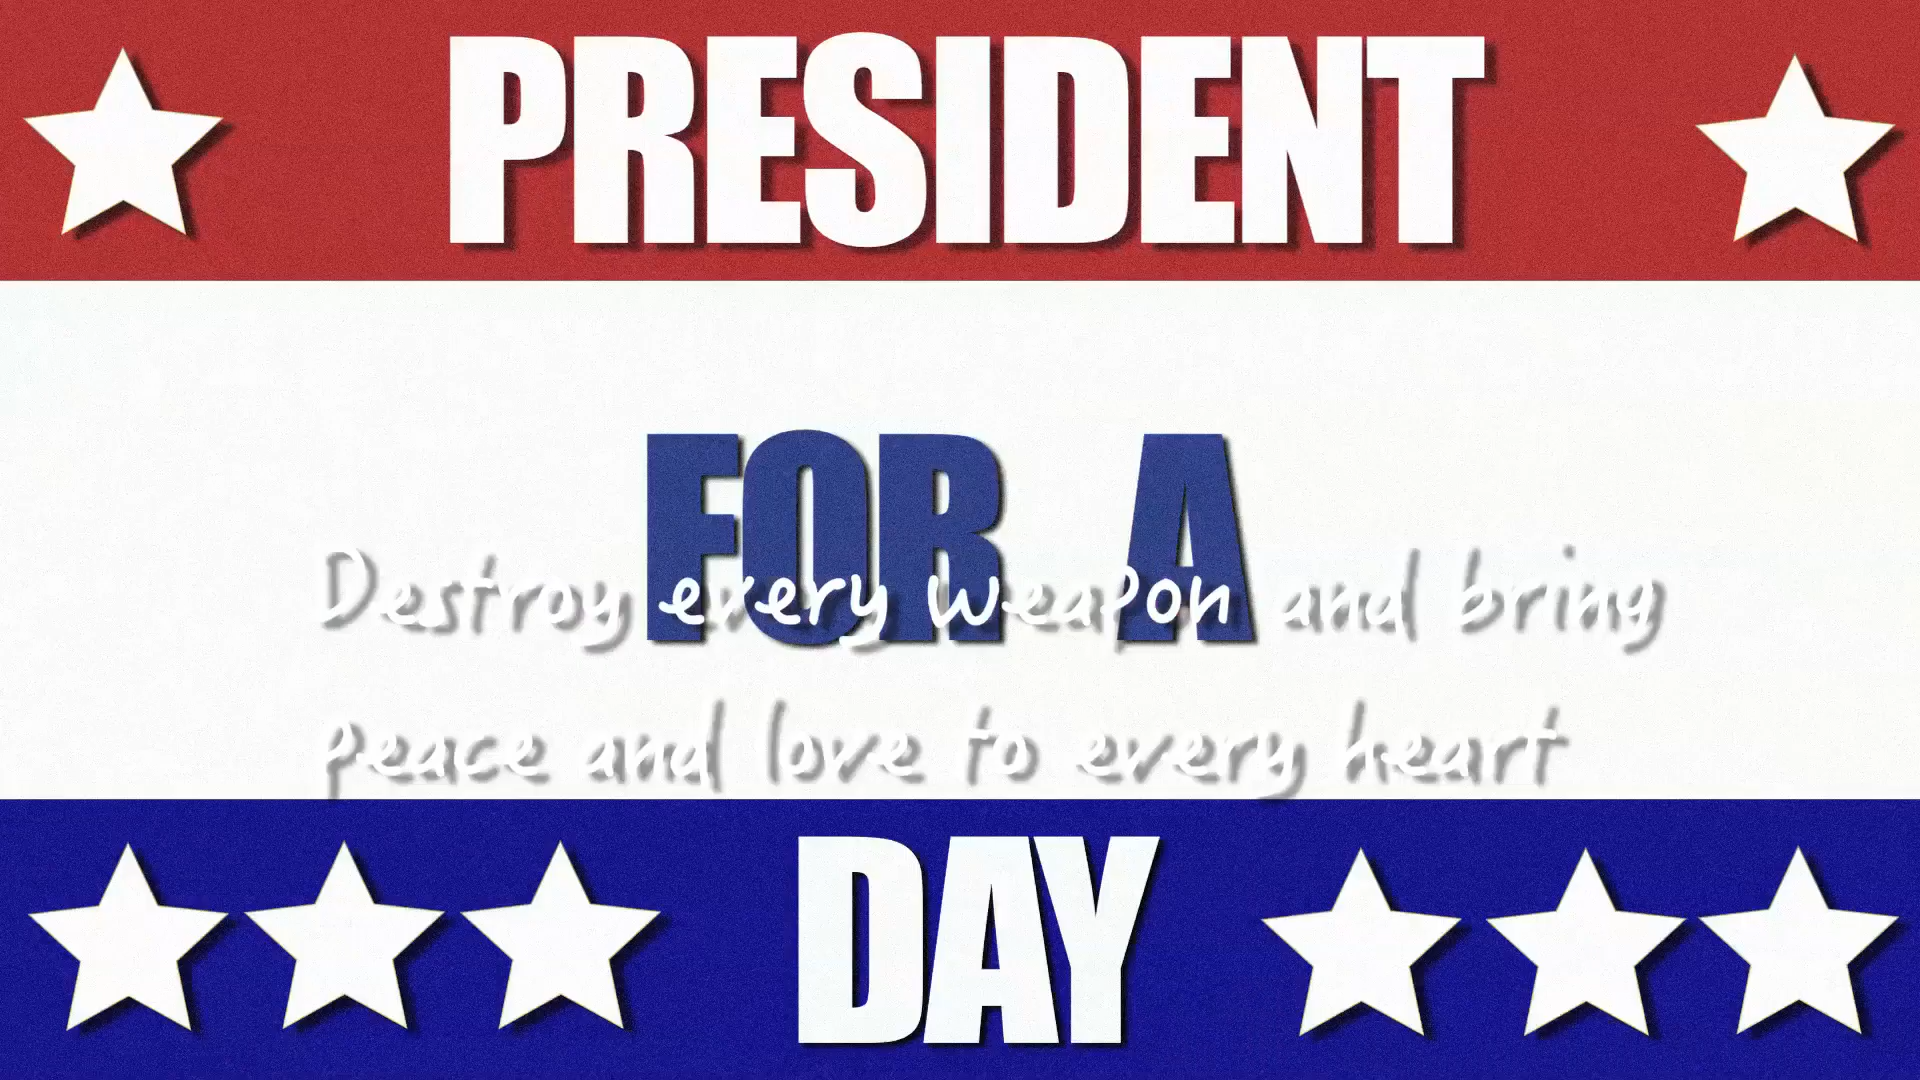 PRESIDENT
FOR A
Destroy every weapon and bring
peace and love to every heart
DAY